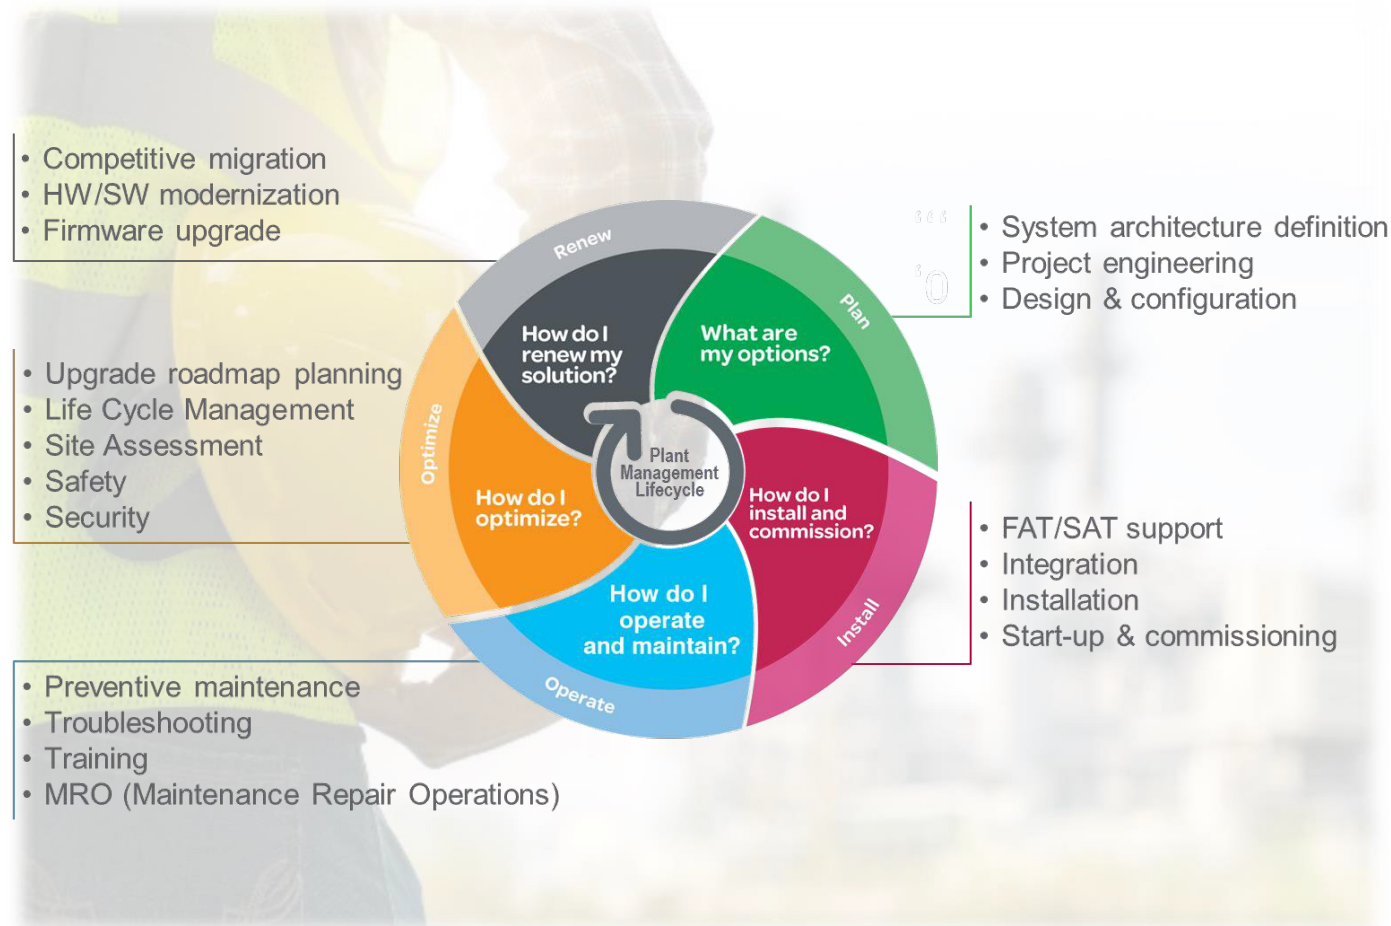 • Competitive migration
• HW/SW modernization
• Firmware upgrade
• Upgrade roadmap planning
• Life Cycle Management
• Site Assessment
• Safety
• Security
• Preventive maintenance
• Troubleshooting
• Training
• MRO (Maintenance Repair Operations)
Renew
How do I
renew my
solution?
Plan
What are
my options?
Optimize
How do I
optimize?
Plant
Management
Lifecycle
How do I
install and
commission?
Install
How do I
operate
and maintain?
Operate
• System architecture definition
• Project engineering
• Design & configuration
• FAT/SAT support
• Integration
• Installation
• Start-up & commissioning